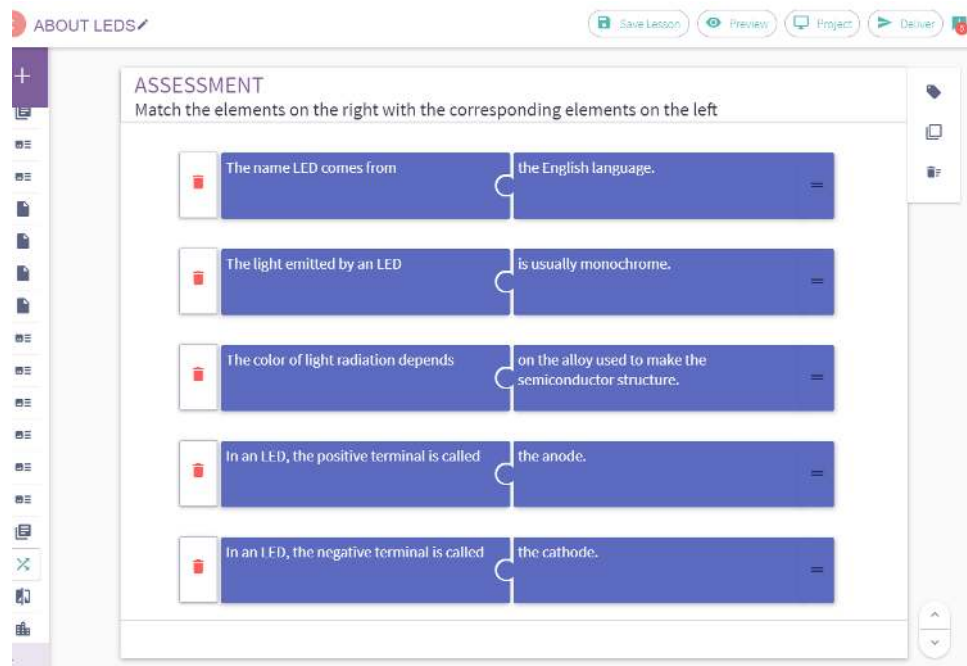 ABOUT LEDS
Save Lesson
Preview
Project
Deliver
ASSESSMENT
Match the elements on the right with the corresponding elements on the left
The name LED comes from
the English language.
The light emitted by an LED
is usually monochrome.
The color of light radiation depends
on the alloy used to make the
semiconductor structure.
In an LED, the positive terminal is called
the anode.
In an LED, the negative terminal is called
the cathode.